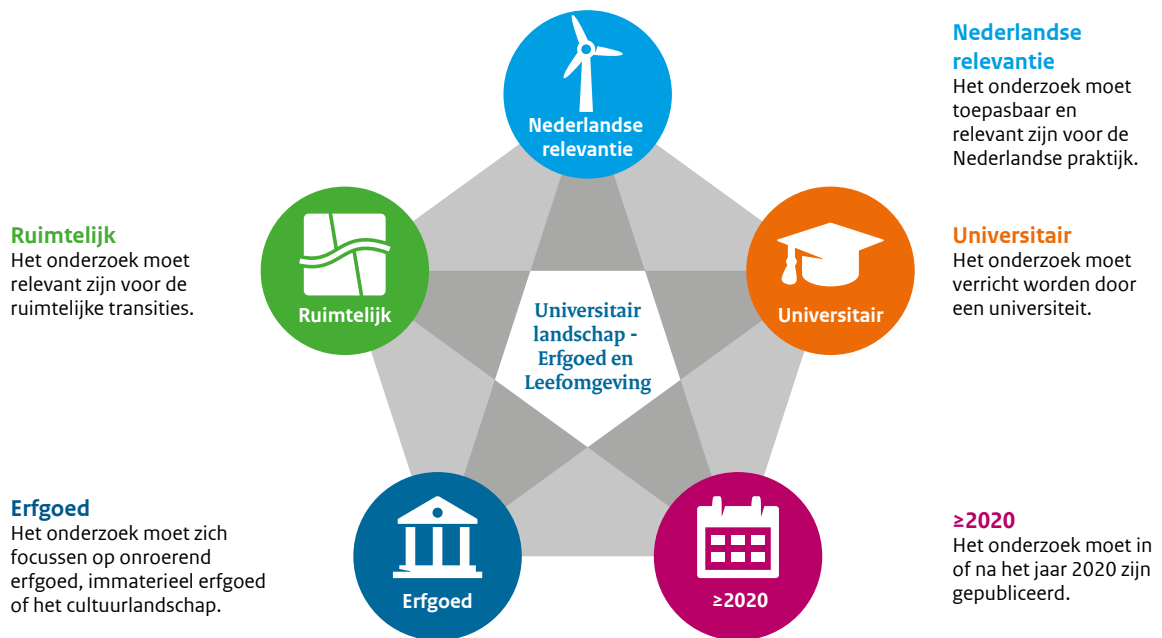 Nederlandse
relevantie
Nederlandse
relevantie
Het onderzoek moet
toepasbaar en
relevant zijn voor de
Nederlandse praktijk.
Ruimtelijk
Het onderzoek moet
relevant zijn voor de
ruimtelijke transities.
Ruimtelijk
Universitair
landschap -
Erfgoed en
Leefomgeving
Universitair
Universitair
Het onderzoek moet
verricht worden door
een universiteit.
Erfgoed
Het onderzoek moet zich
focussen op onroerend
erfgoed, immaterieel erfgoed
of het cultuurlandschap.
Erfgoed
≥2020
≥2020
Het onderzoek moet in
of na het jaar 2020 zijn
gepubliceerd.